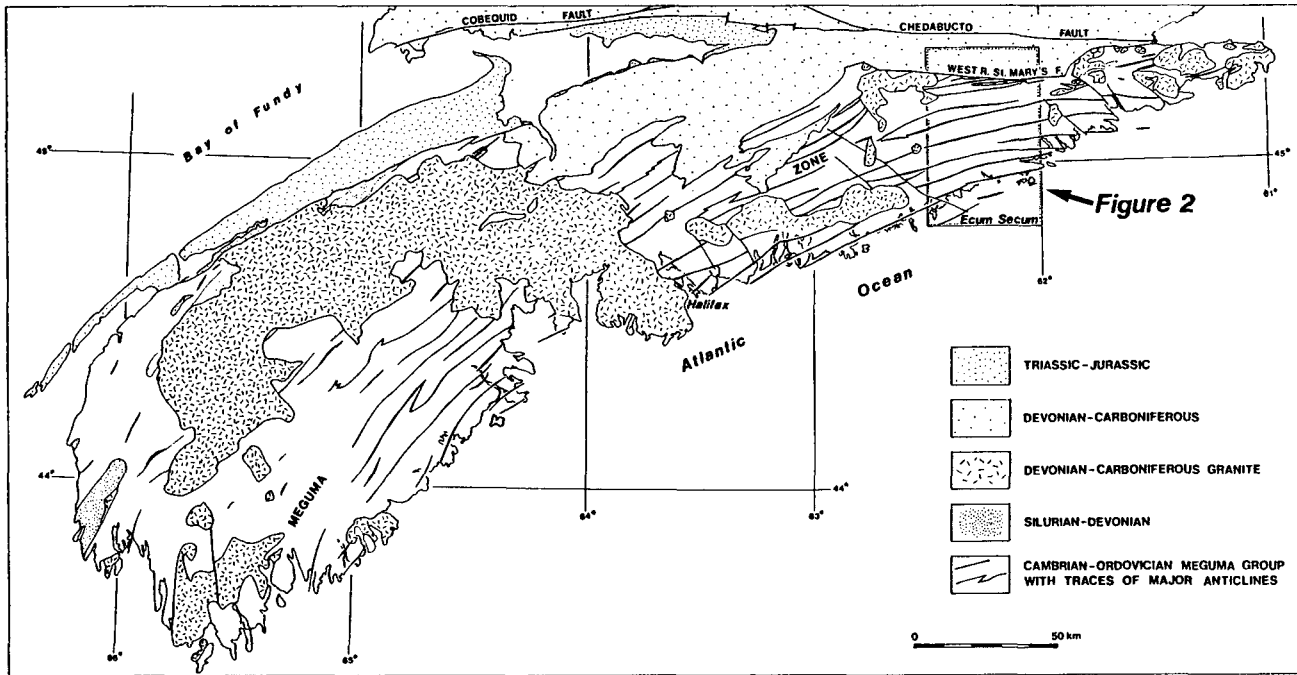 COBEQUID FAULT
CHEDABUCTO FAULT
WEST R. St. MARY'S F.
Bay of Fundy
45°
ZONE
45°
61°
Figure 2
Ecum Secum
62°
Ocean
Halifax
Atlantic
TRIASSIC-JURASSIC
DEVONIAN-CARBONIFEROUS
44°
44°
DEVONIAN-CARBONIFEROUS GRANITE
MEGUMA
64°
63°
SILURIAN-DEVONIAN
CAMBRIAN-ORDOVICIAN MEGUMA GROUP
WITH TRACES OF MAJOR ANTICLINES
0 50 km
66°
65°